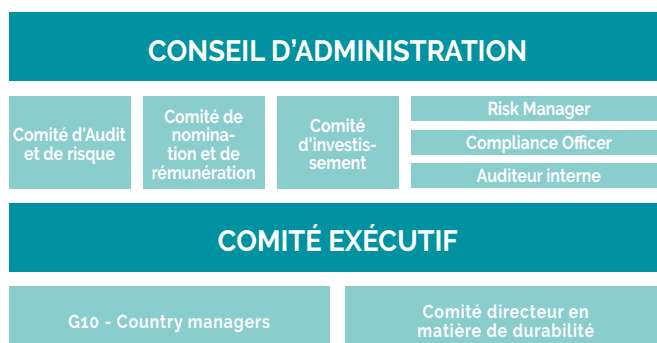 CONSEIL D'ADMINISTRATION
Comité d'Audit
et de risque
Comité de
nomina-
tion et de
rémunération
Comité
d'investis-
sement
Risk Manager
Compliance Officer
Auditeur interne
COMITÉ EXÉCUTIF
G10 - Country managers
Comité directeur en
matière de durabilité